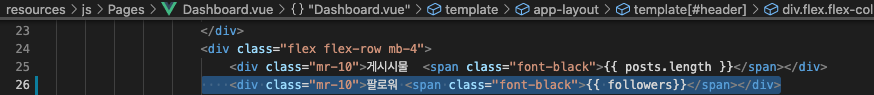 resources > js > Pages > Dashboard.vue > {} "Dashboard.vue" > template > app-layout > template[#header] > div.flex.flex-col
23 </div>
24 <div class="flex flex-row mb-4">
25 <div class="mr-10">게시시물 <span class="font-black">{{ posts.length }}</span></div>
26 <div class="mr-10">팔로워 <span class="font-black">{{ followers}}</span></div>